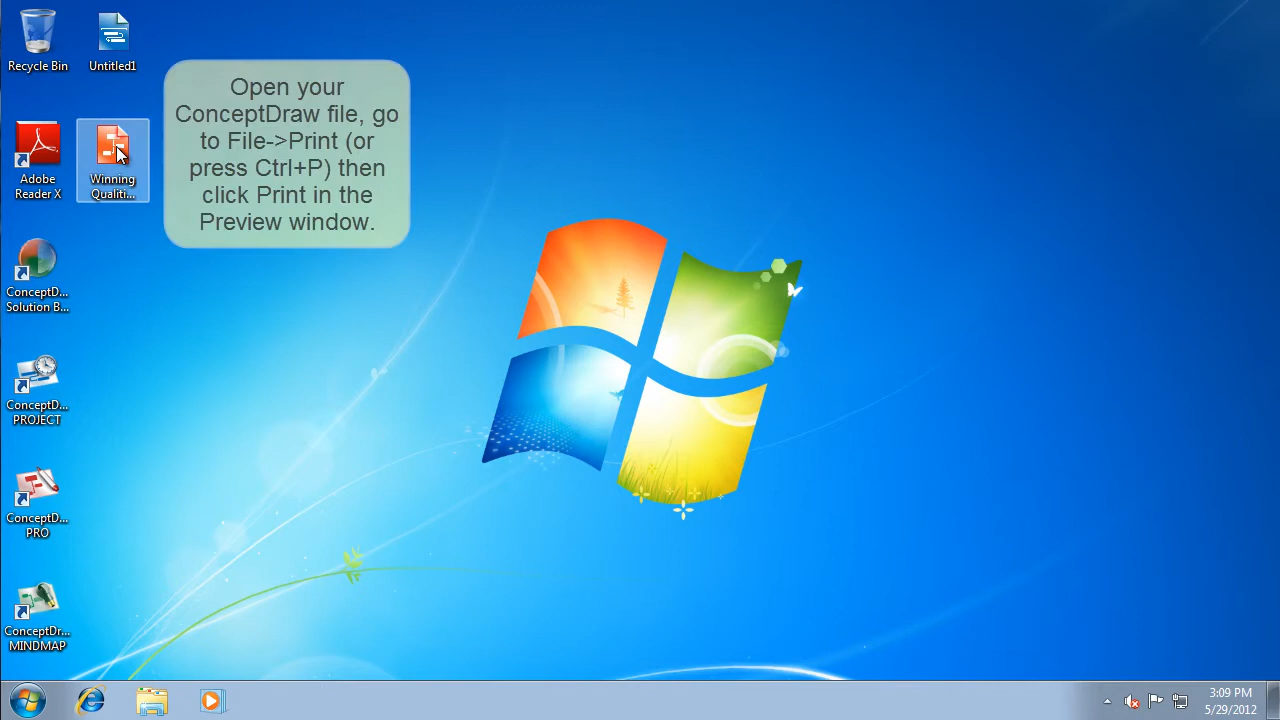 Recycle Bin
Untitled1
Open your
ConceptDraw file, go
to File->Print (or
press Ctrl+P) then
click Print in the
Preview window.
Adobe
Reader X
Winning
Qualiti...
ConceptD...
Solution B...
ConceptD...
PROJECT
ConceptD...
PRO
ConceptDr...
MINDMAP
3:09 PM
5/29/2012